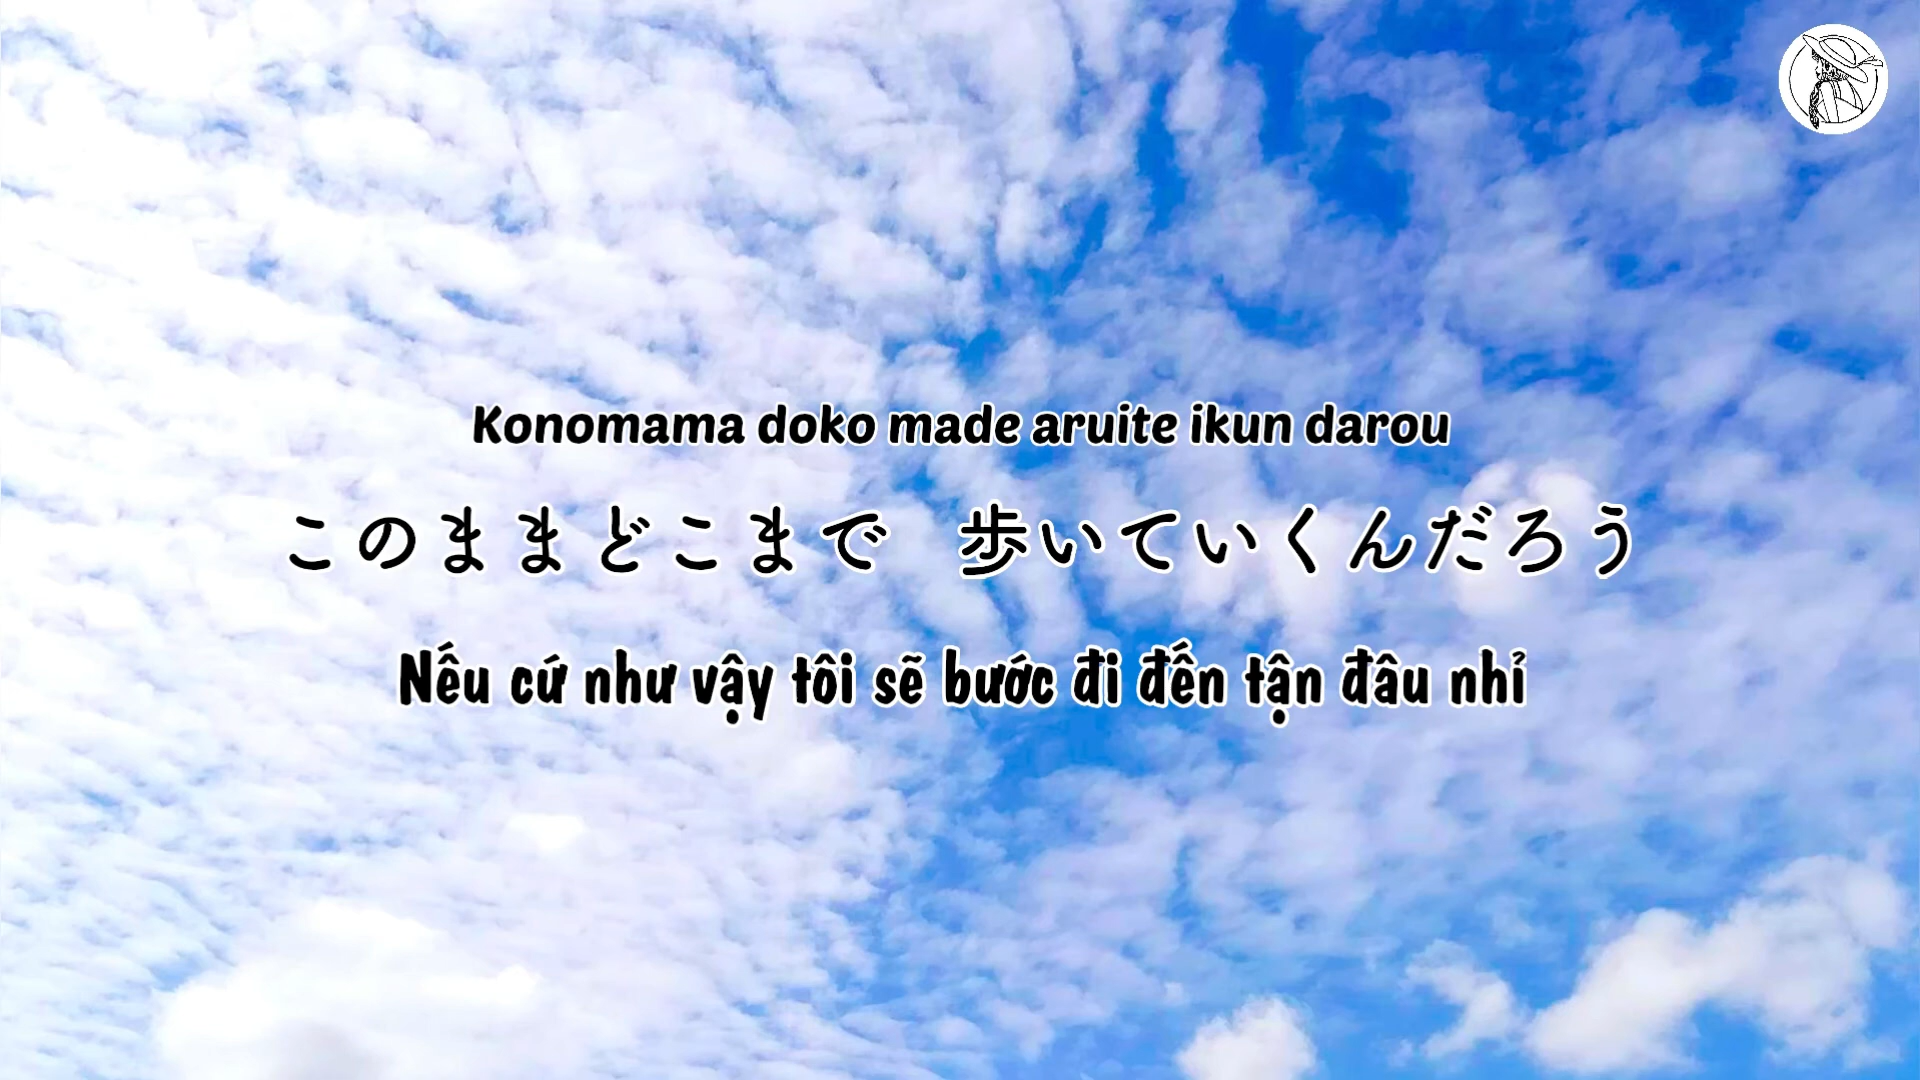 Konomama doko made aruite ikun darou
このままどこまで　歩いていくんだろう
Nếu cứ như vậy tôi sẽ bước đi đến tận đâu nhỉ